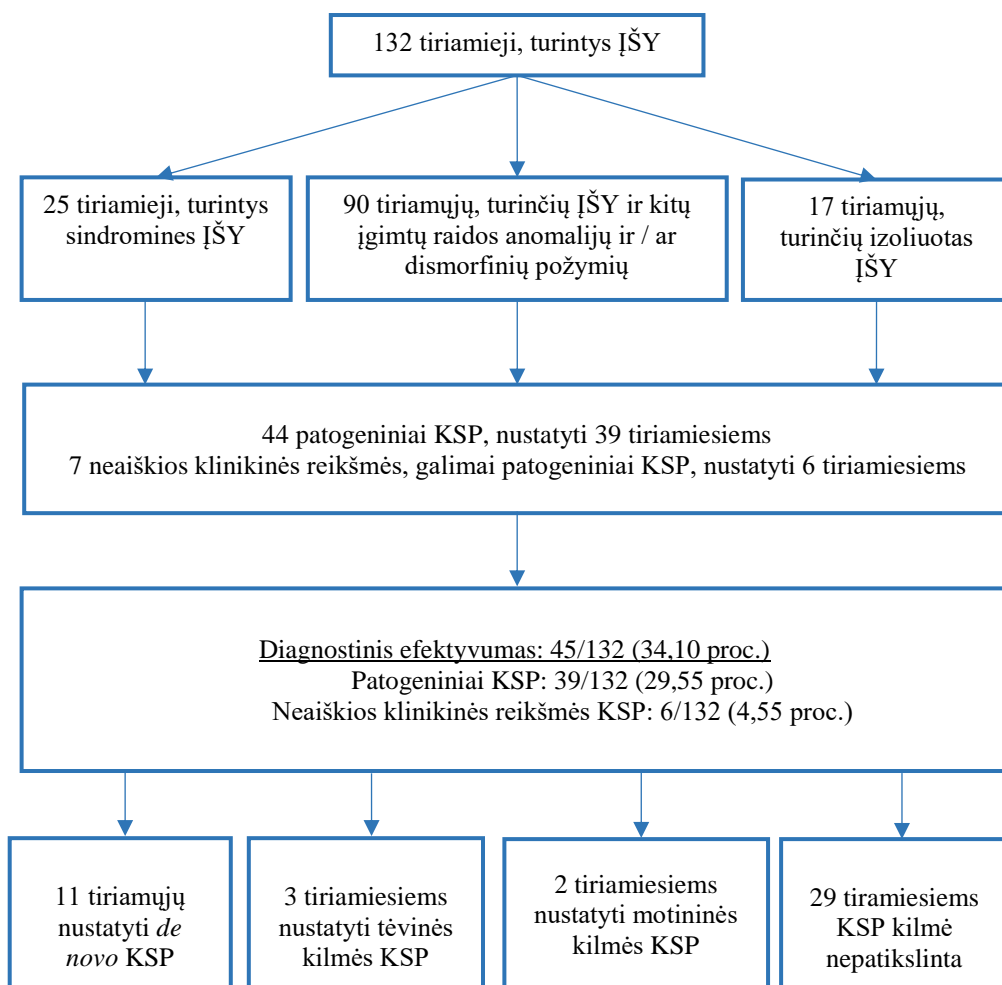 132 tiriamieji, turintys ĮŠY
25 tiriamieji, turintys
sindromines ĮŠY
90 tiriamųjų, turinčių ĮŠY ir kitų
įgimtų raidos anomalijų ir / ar
dismorfinių požymių
17 tiriamųjų,
turinčių izoliuotas
ĮŠY
44 patogeniniai KSP, nustatyti 39 tiriamiesiems
7 neaiškios klinikinės reikšmės, galimai patogeniniai KSP, nustatyti 6 tiriamiesiems
Diagnostinis efektyvumas: 45/132 (34,10 proc.)
Patogeniniai KSP: 39/132 (29,55 proc.)
Neaiškios klinikinės reikšmės KSP: 6/132 (4,55 proc.)
11 tiriamųjų
nustatyti de
novo KSP
3 tiriamiesiems
nustatyti tėvinės
kilmės KSP
2 tiriamiesiems
nustatyti motininės
kilmės KSP
29 tiramiesiems
KSP kilmė
nepatikslinta